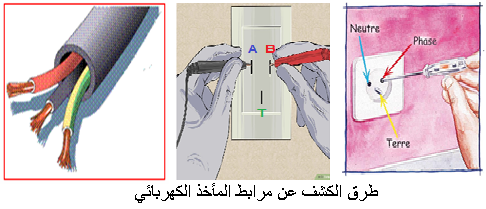 A
B
T
Neutre
Phase
Terre
طرق الكشف عن مرابط المأخذ الكهربائي